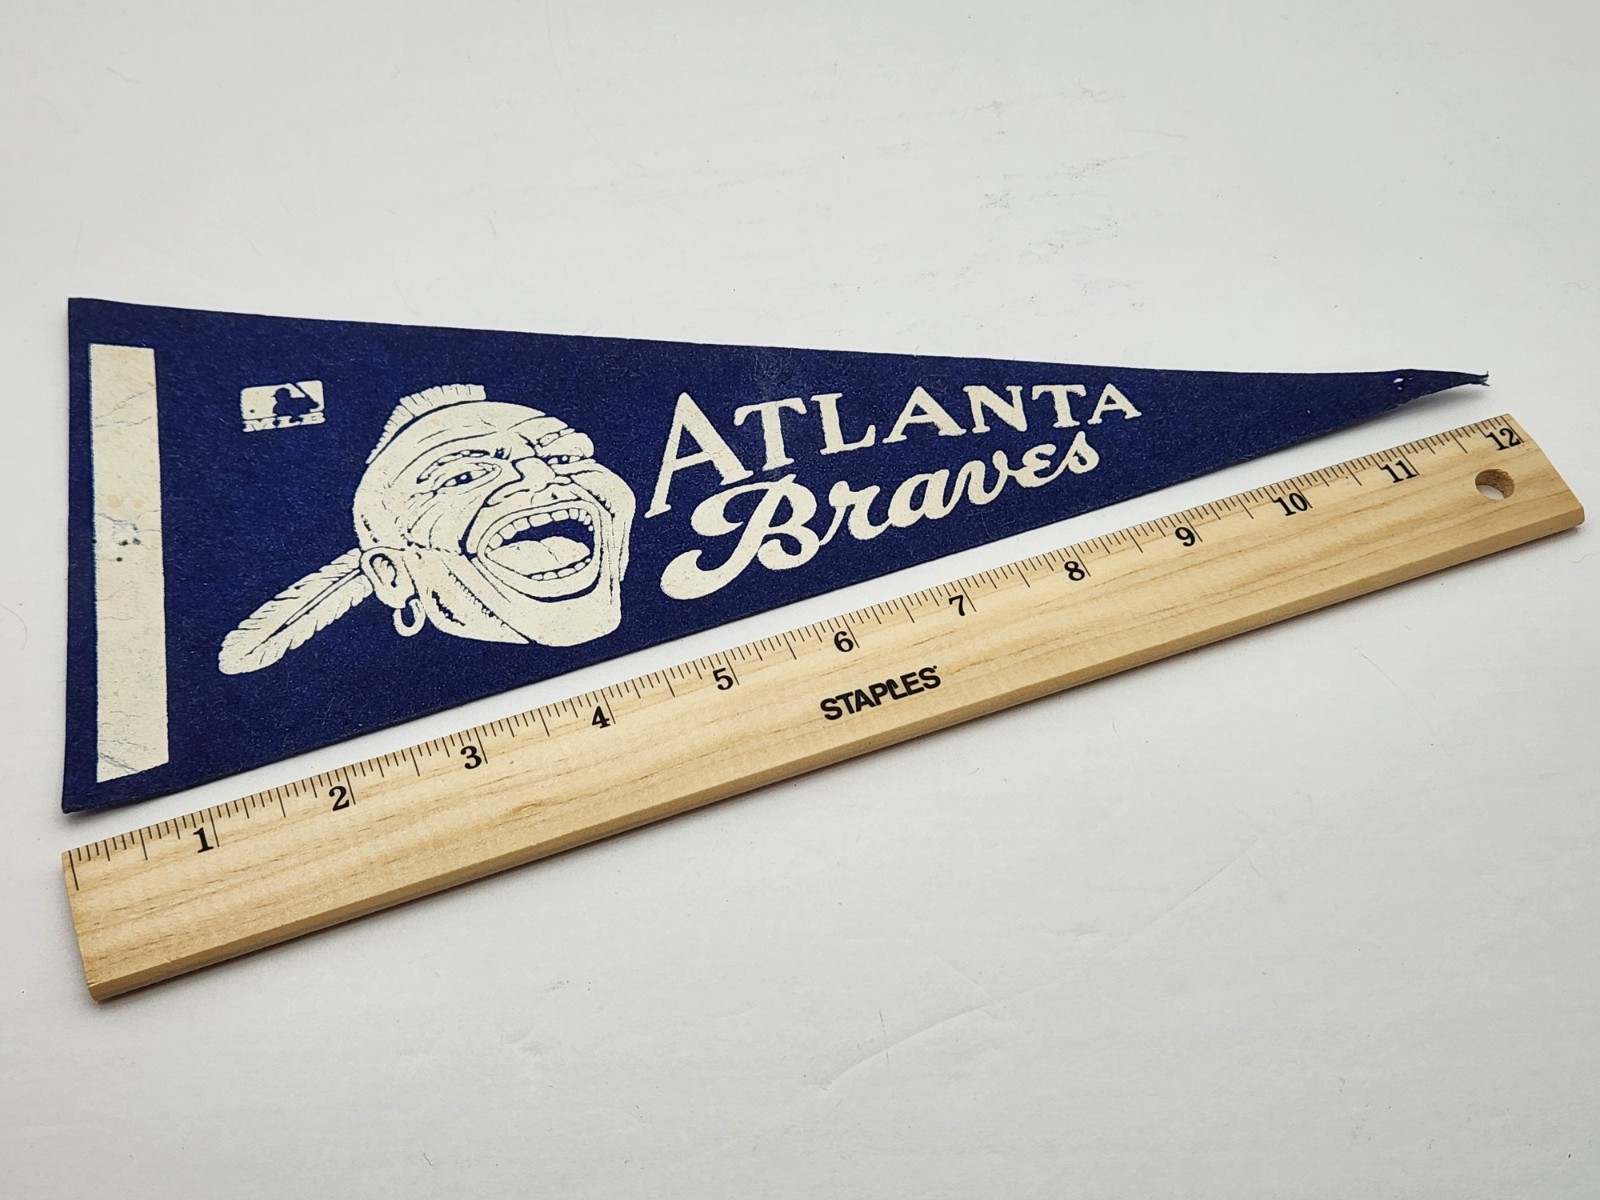 MLB
ATLANTA
Braves
1 2 3 4 5 6 7 8 9 10 11 12
STAPLES